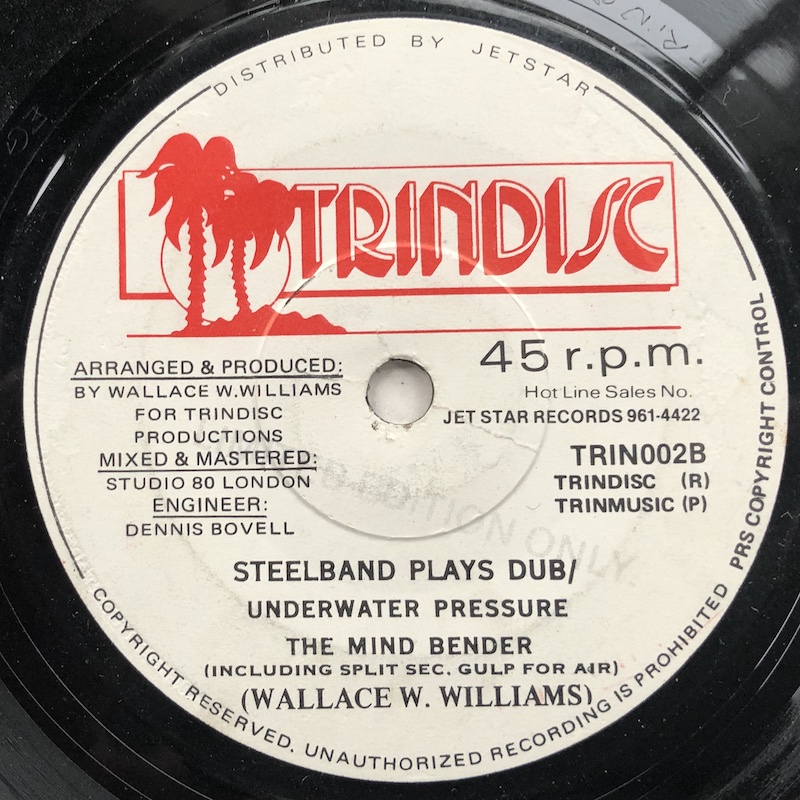 DISTRIBUTED BY JETSTAR
TRINDISC
45 r.p.m.
Hot Line Sales No.
JET STAR RECORDS 961-4422
ARRANGED & PRODUCED:
BY WALLACE W.WILLIAMS
FOR TRINDISC
PRODUCTIONS
MIXED & MASTERED:
STUDIO 80 LONDON
ENGINEER:
DENNIS BOVELL
TRIN002B
TRINDISC (R)
TRINMUSIC (P)
STEELBAND PLAYS DUB/
UNDERWATER PRESSURE
THE MIND BENDER
(INCLUDING SPLIT SEC. GULP FOR AIR)
(WALLACE W. WILLIAMS)
COPYRIGHT RESERVED. UNAUTHORIZED RECORDING IS PROHIBITED PRS COPYRIGHT CONTROL
EDITION ONLY.